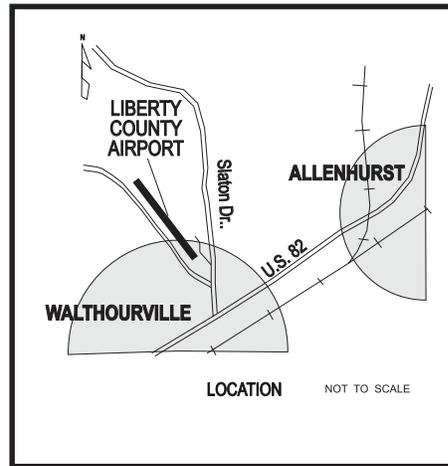 N
LIBERTY
COUNTY
AIRPORT
Slaton Dr..
ALLENHURST
U.S. 82
WALTHOURVILLE
LOCATION
NOT TO SCALE